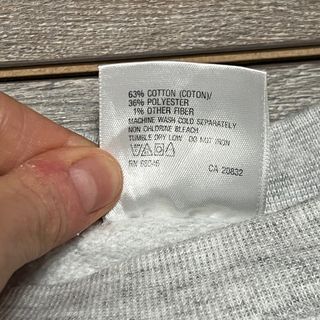 63% COTTON (COTON)/
36% POLYESTER
1% OTHER FIBER
MACHINE WASH COLD SEPARATELY
NON CHLORINE BLEACH
TUMBLE DRY LOW DO NOT IRON
RN CA 20832